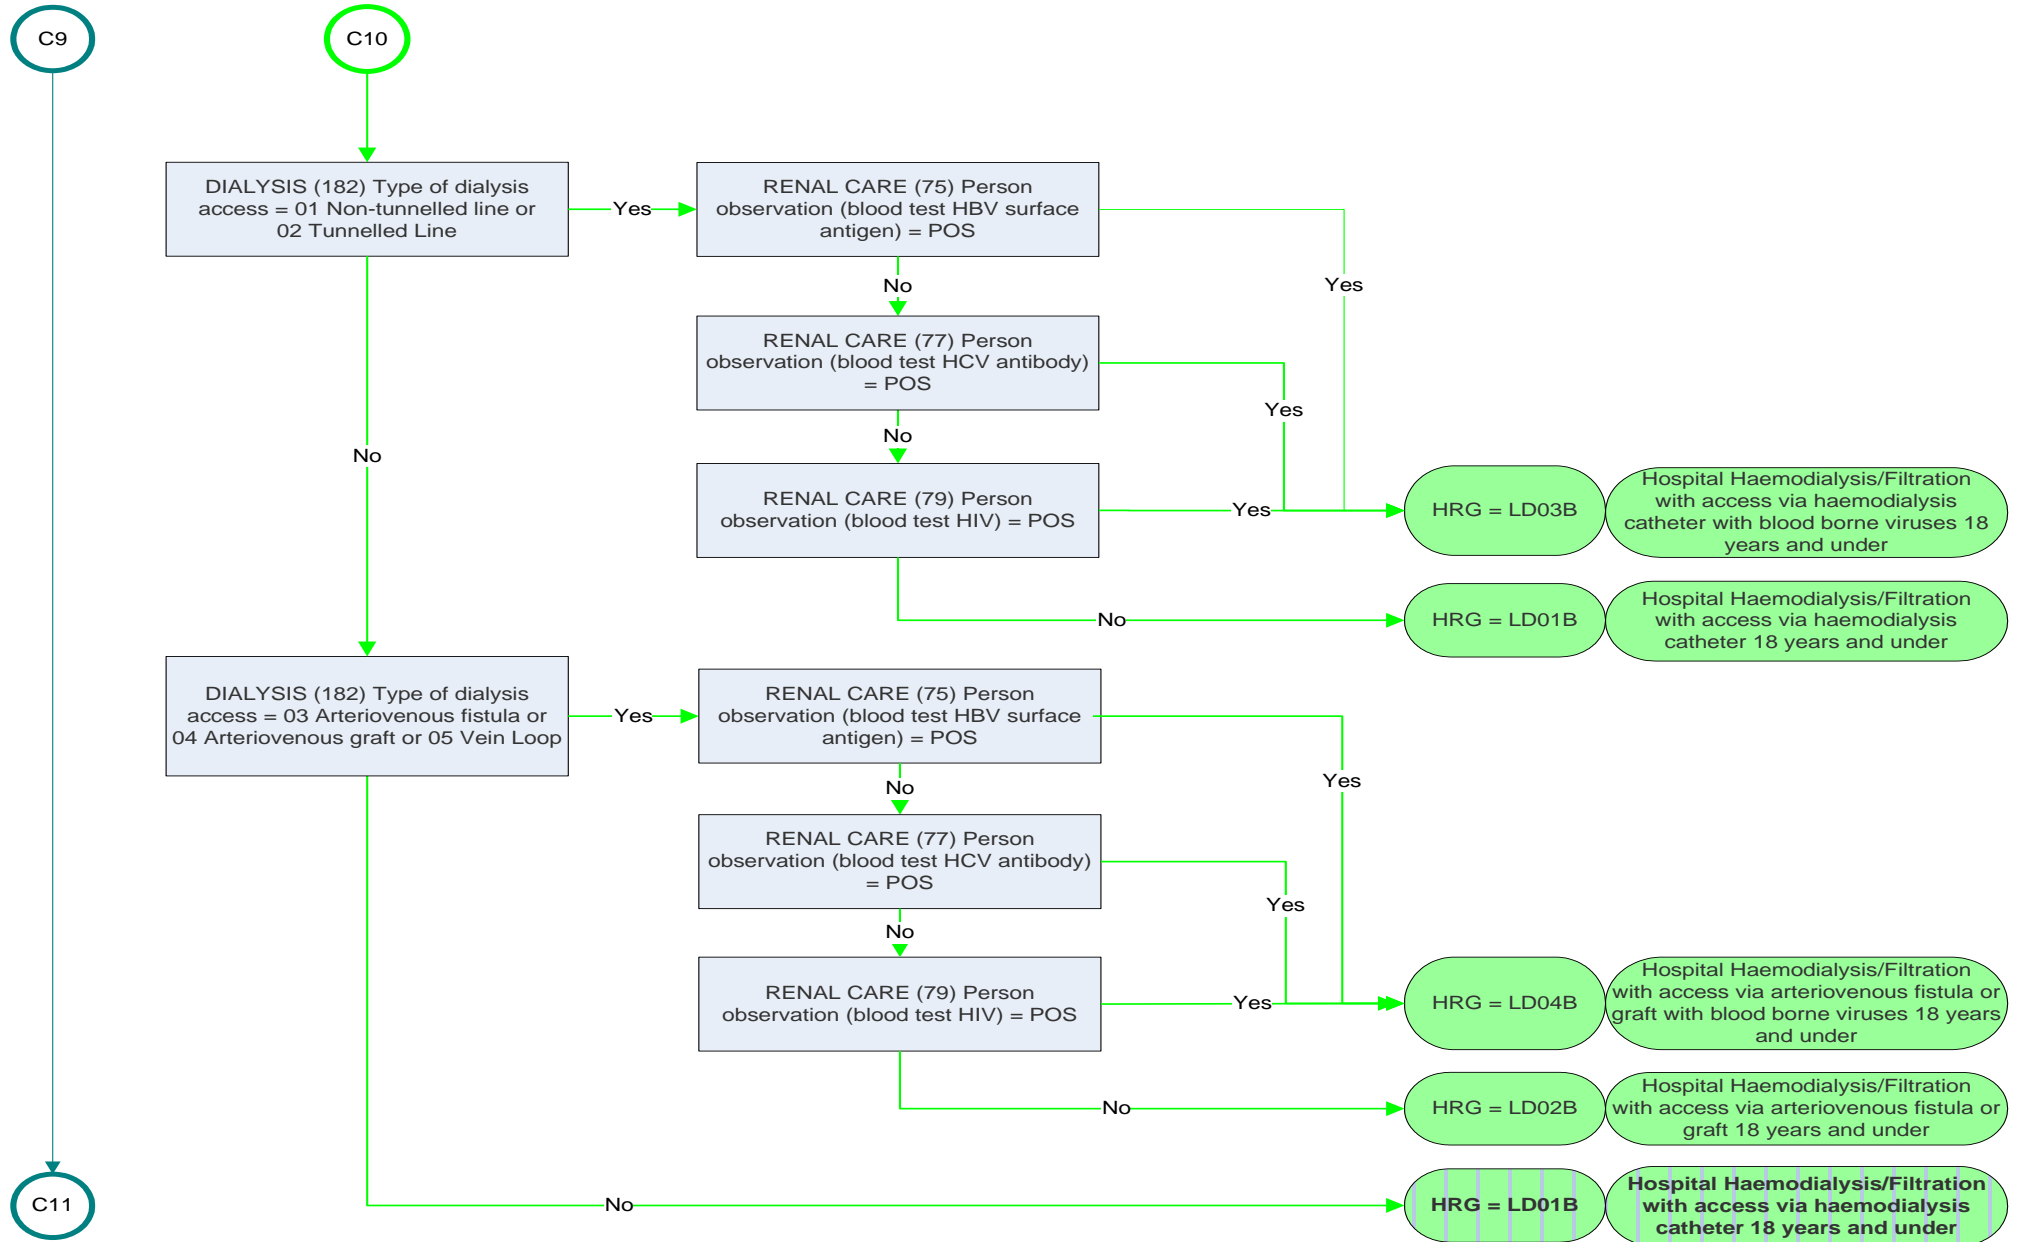 C9
C10
DIALYSIS (182) Type of dialysis
access = 01 Non-tunnelled line or
02 Tunnelled Line
Yes
RENAL CARE (75) Person
observation (blood test HBV surface
antigen) = POS
Yes
No
RENAL CARE (77) Person
observation (blood test HCV antibody)
= POS
Yes
No
No
RENAL CARE (79) Person
observation (blood test HIV) = POS
Yes
HRG = LD03B
Hospital Haemodialysis/Filtration
with access via haemodialysis
catheter with blood borne viruses 18
years and under
No
HRG = LD01B
Hospital Haemodialysis/Filtration
with access via haemodialysis
catheter 18 years and under
DIALYSIS (182) Type of dialysis
access = 03 Arteriovenous fistula or
04 Arteriovenous graft or 05 Vein Loop
Yes
RENAL CARE (75) Person
observation (blood test HBV surface
antigen) = POS
Yes
No
RENAL CARE (77) Person
observation (blood test HCV antibody)
= POS
Yes
No
RENAL CARE (79) Person
observation (blood test HIV) = POS
Yes
HRG = LD04B
Hospital Haemodialysis/Filtration
with access via arteriovenous fistula or
graft with blood borne viruses 18 years
and under
No
HRG = LD02B
Hospital Haemodialysis/Filtration
with access via arteriovenous fistula or
graft 18 years and under
C11
No
HRG = LD01B
Hospital Haemodialysis/Filtration
with access via haemodialysis
catheter 18 years and under